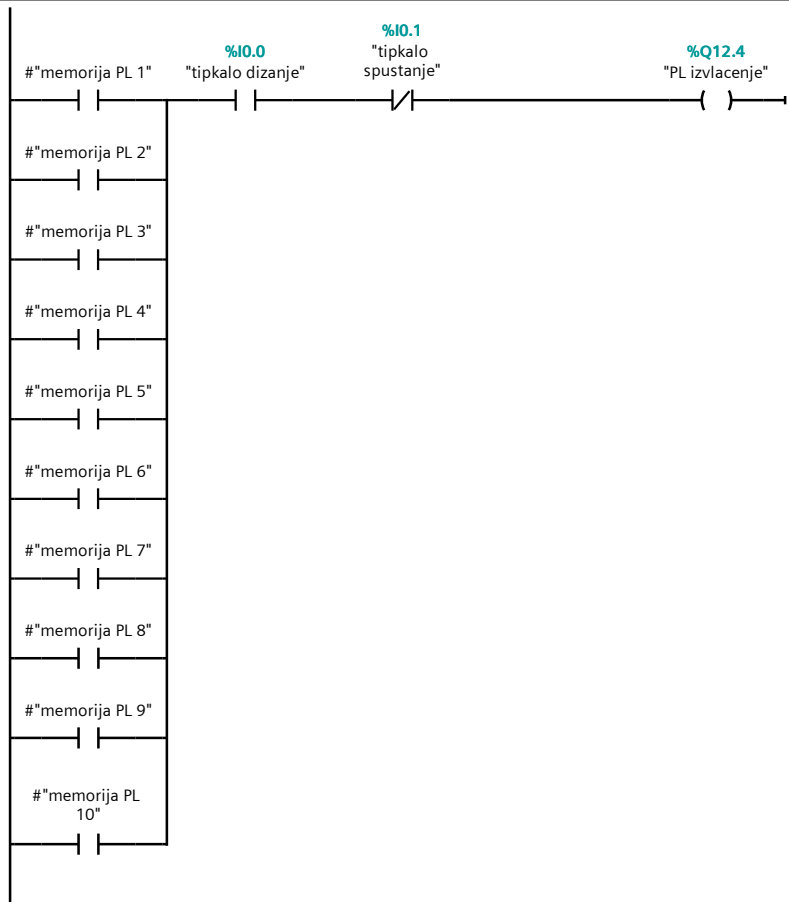 %I0.1
%I0.0
"tipkalo
%Q12.4
#"memorija PL 1"
"tipkalo dizanje"
spustanje"
"PL izvlacenje"
#"memorija PL 2"
#"memorija PL 3"
#"memorija PL 4"
#"memorija PL 5"
#"memorija PL 6"
#"memorija PL 7"
#"memorija PL 8"
#"memorija PL 9"
#"memorija PL
10"